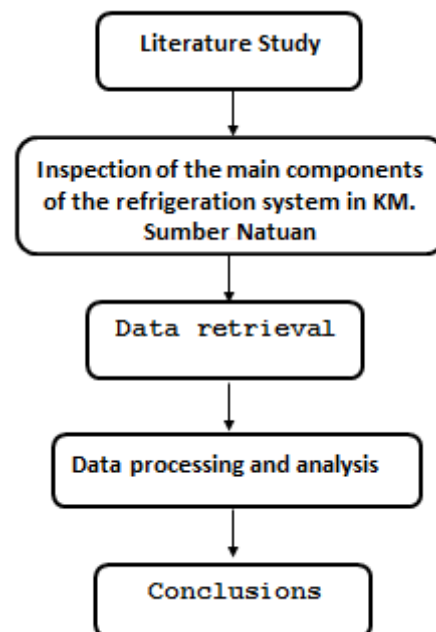 Literature Study
Inspection of the main components
of the refrigeration system in KM.
Sumber Natuan
Data retrieval
Data processing and analysis
Conclusions